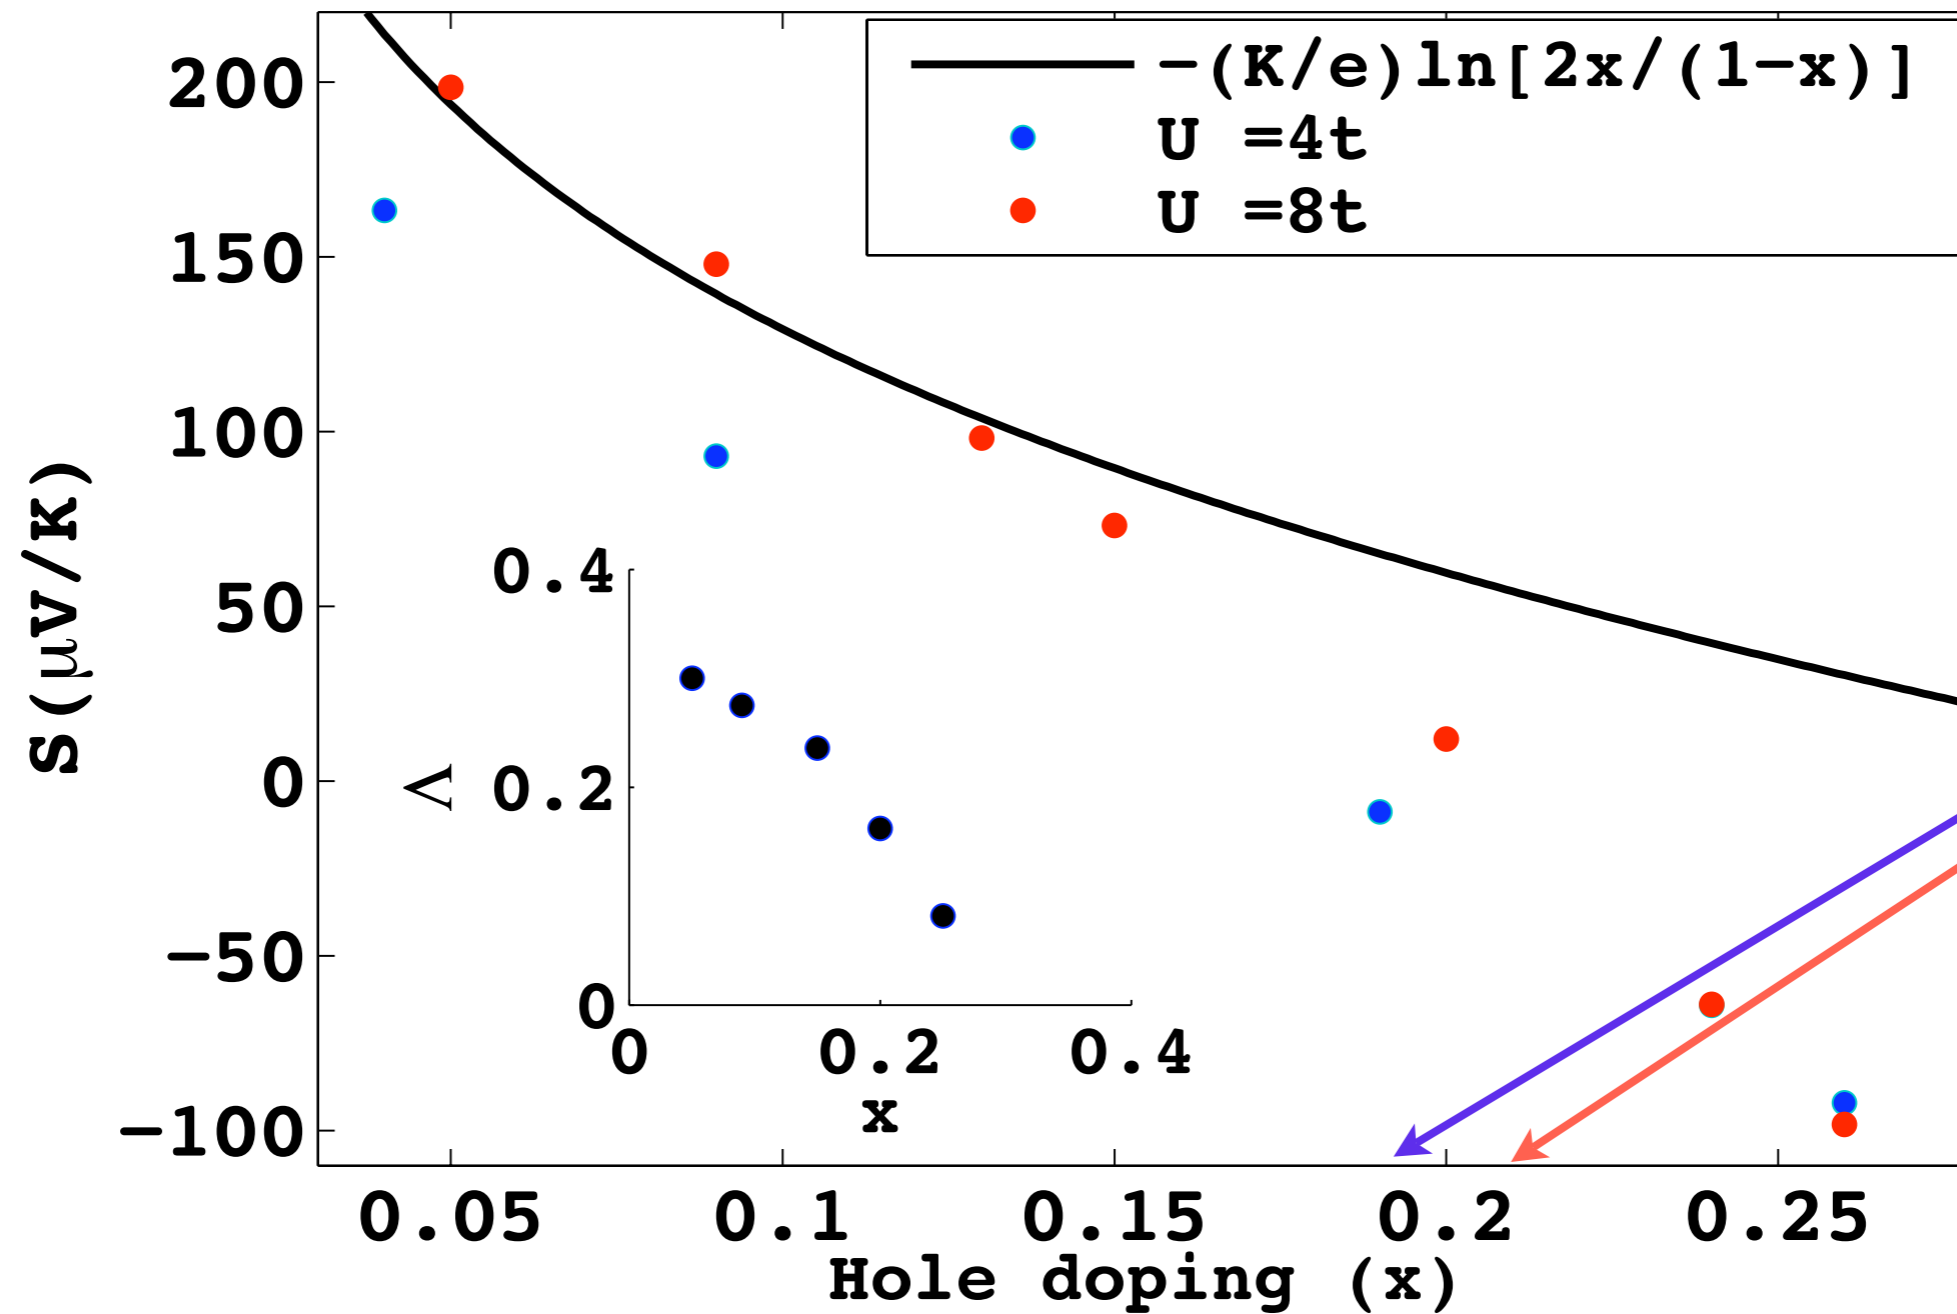 200
150
100
50
0
−50
−100
S(μV/K)
−(K/e)ln[2x/(1−x)]
U =4t
U =8t
0.4
0.2
0
Λ
0 0.2 0.4
x
0.05 0.1 0.15 0.2 0.25
Hole doping (x)